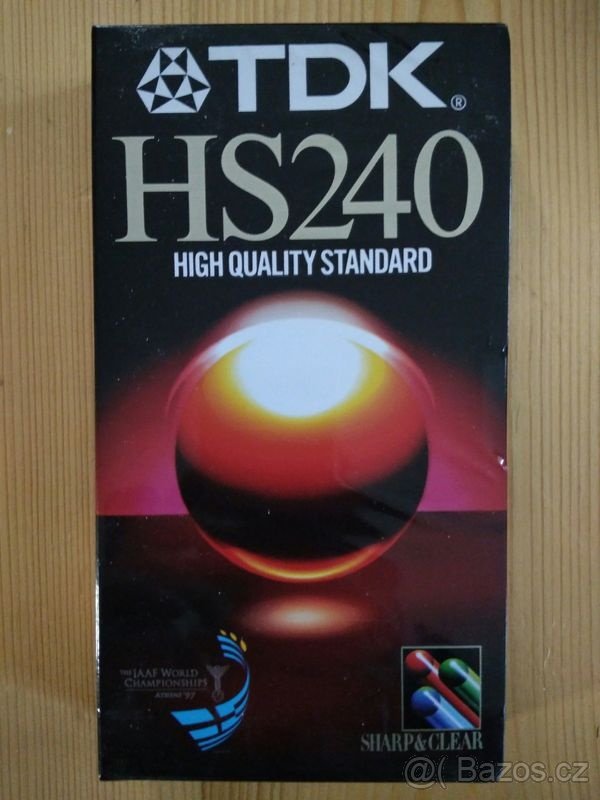 TDK®
HS240
HIGH QUALITY STANDARD
THE IAAF WORLD
CHAMPIONSHIPS
ATHENS '97
SHARP&CLEAR
@( Bazos.cz